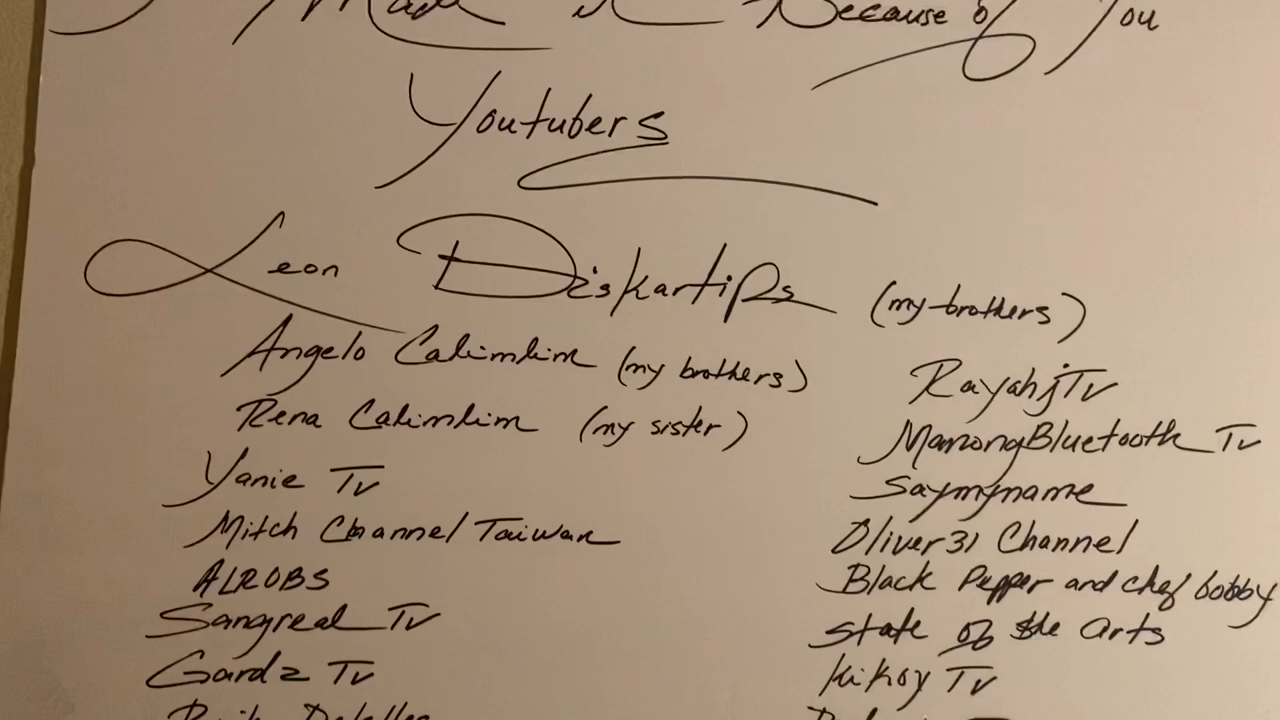 Made it Because of You
Youtubers
Leon Diskartips (my brothers)
Angelo Calimlim (my brothers)
Rena Calimlim (my sister)
Yanie Tv
Mitch Channel Taiwan
ALROBS
Sangreal Tv
Gardz Tv
RayahjTv
ManongBluetooth Tv
Saymyname
Oliver31 Channel
Black Pepper and chef bobby
state of the arts
Kikoy Tv